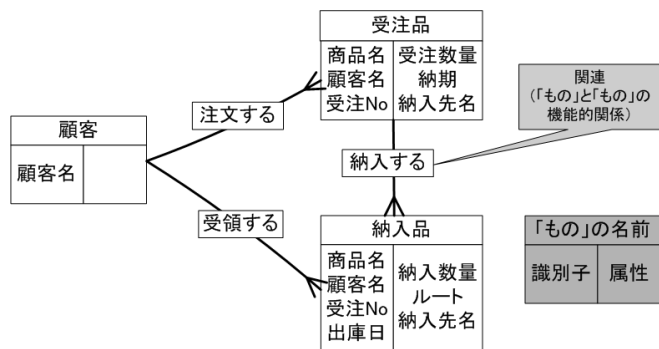 受注品
商品名
顧客名
受注No
受注数量
納期
納入先名
関連
(「もの」と「もの」の
機能的関係)
注文する
顧客
顧客名
納入する
受領する
納入品
商品名
顧客名
受注No
出庫日
納入数量
ルート
納入先名
「もの」の名前
識別子
属性